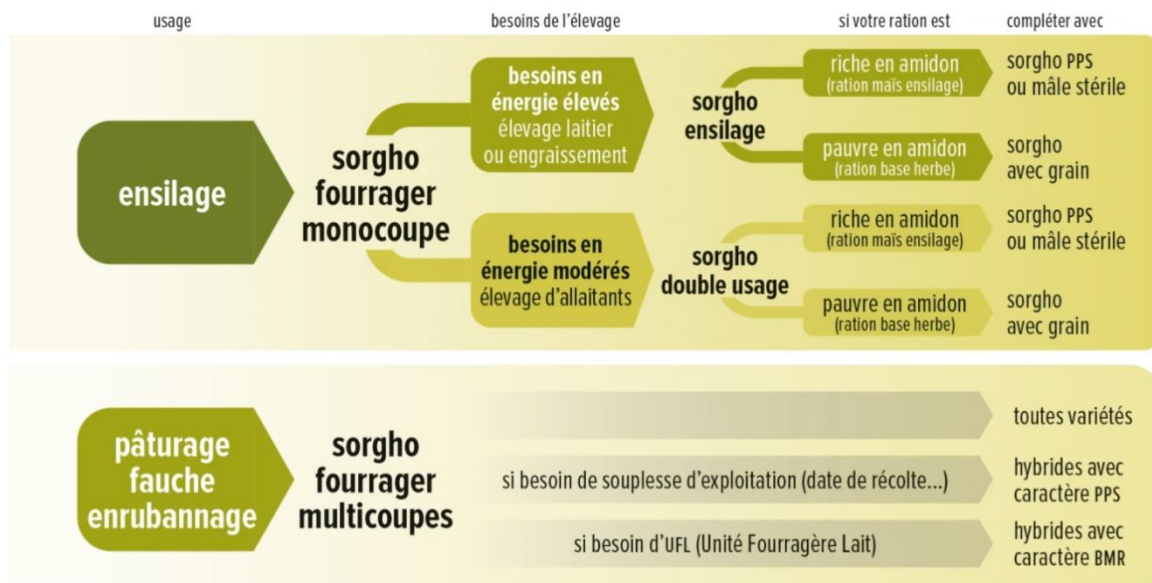 usage
besoins de l'élevage
si votre ration est
compléter avec
ensilage
sorgho
fourrager
monocoupe
besoins en
énergie élevés
élevage laitier
ou engraissement
sorgho
ensilage
riche en amidon
(ration maïs ensilage)
sorgho PPS
ou mâle stérile
pauvre en amidon
(ration base herbe)
sorgho
avec grain
besoins en
énergie modérés
élevage d'allaitants
sorgho
double usage
riche en amidon
(ration maïs ensilage)
sorgho PPS
ou mâle stérile
pauvre en amidon
(ration base herbe)
sorgho
avec grain
pâturage
fauche
enrubannage
sorgho
fourrager
multicoupes
toutes variétés
si besoin de souplesse d'exploitation (date de récolte...)
hybrides avec
caractère PPS
si besoin d'UFL (Unité Fourragère Lait)
hybrides avec
caractère BMR